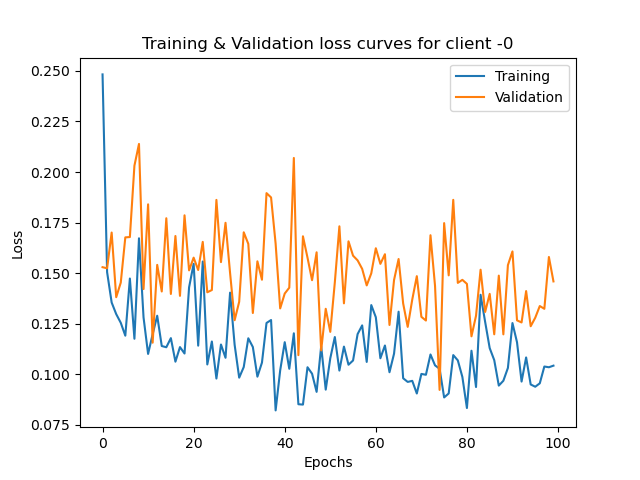 Training & Validation loss curves for client -0
Training
Validation
0.250
0.225
0.200
0.175
0.150
0.125
0.100
0.075
Loss
0
20
40
60
80
100
Epochs